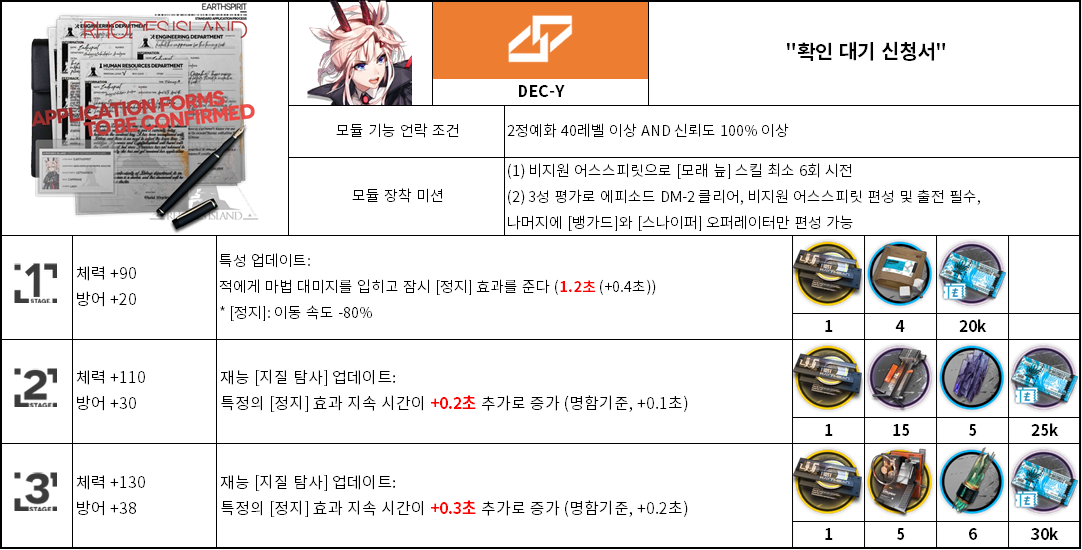 EARTHSPIRIT
STANDARD APPLICATION PROCESS
RHODES ISLAND
ENGINEERING DEPARTMENT
ENGINEERING DEPARTMENT
HUMAN RESOURCES DEPARTMENT
APPLICATION FORMS
TO BE CONFIRMED
DEC-Y
"확인 대기 신청서"
모듈 기능 언락 조건
2정예화 40레벨 이상 AND 신뢰도 100% 이상
모듈 장착 미션
(1) 비지원 어스스피릿으로 [모래 늪] 스킬 최소 6회 시전
(2) 3성 평가로 에피소드 DM-2 클리어, 비지원 어스스피릿 편성 및 출전 필수,
나머지에 [뱅가드]와 [스나이퍼] 오퍼레이터만 편성 가능
1
STAGE.
체력 +90
방어 +20
특성 업데이트:
적에게 마법 대미지를 입히고 잠시 [정지] 효과를 준다 (1.2초 (+0.4초))
* [정지]: 이동 속도 -80%
1 4 20k
2
STAGE.
체력 +110
방어 +30
재능 [지질 탐사] 업데이트:
특정의 [정지] 효과 지속 시간이 +0.2초 추가로 증가 (명함기준, +0.1초)
1 15 5 25k
3
STAGE.
체력 +130
방어 +38
재능 [지질 탐사] 업데이트:
특정의 [정지] 효과 지속 시간이 +0.3초 추가로 증가 (명함기준, +0.2초)
1 5 6 30k